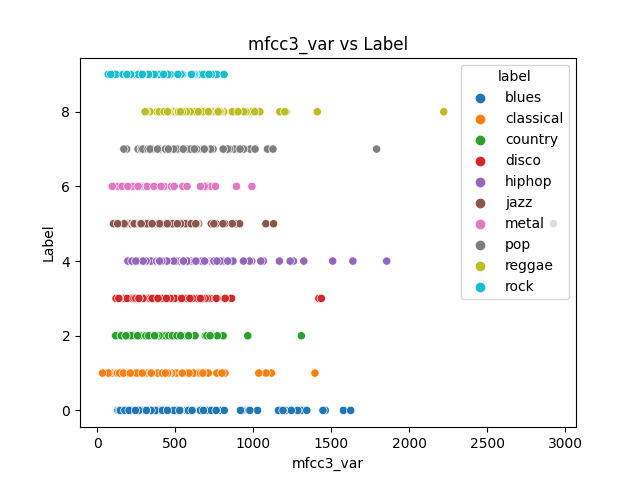 mfcc3_var vs Label
label
blues
classical
country
disco
hiphop
jazz
metal
pop
reggae
rock
8
6
4
2
0
Label
0 500 1000 1500 2000 2500 3000
mfcc3_var